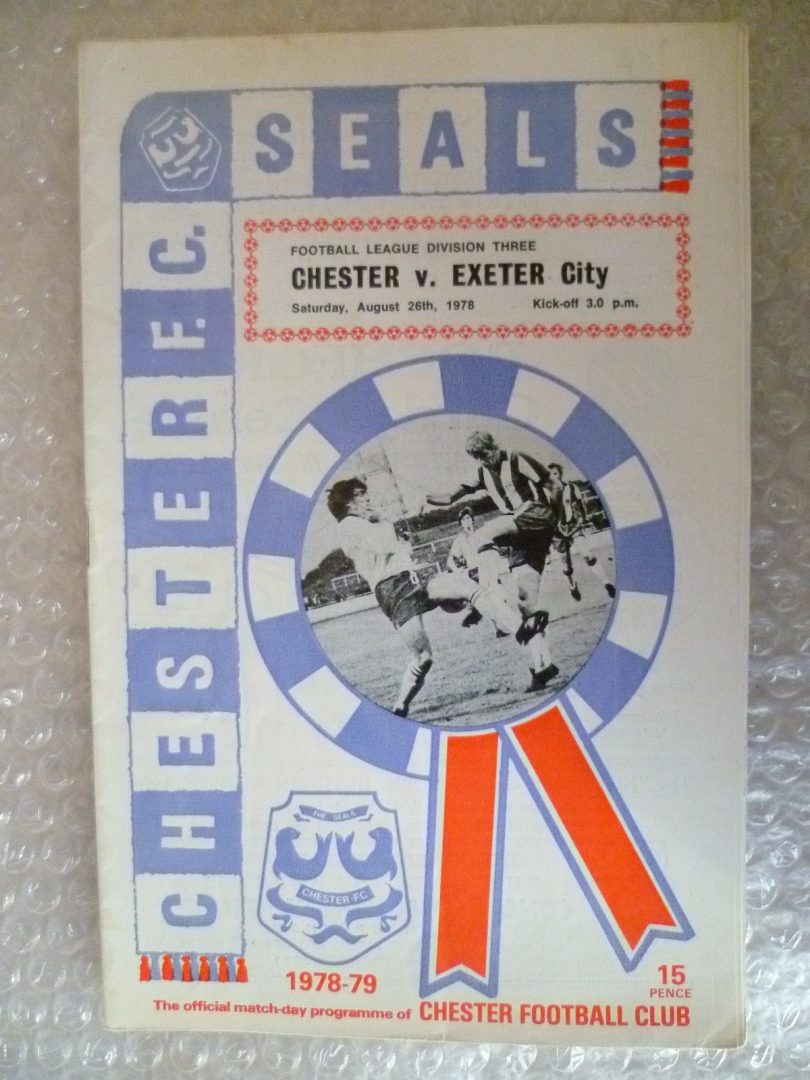 SEALS
CHESTER F.C.
FOOTBALL LEAGUE DIVISION THREE
CHESTER v. EXETER City
Saturday, August 26th, 1978 Kick-off 3.0 p.m.
THE SEALS
CHESTER-F.C.
1978-79
15
PENCE
The official match-day programme of CHESTER FOOTBALL CLUB